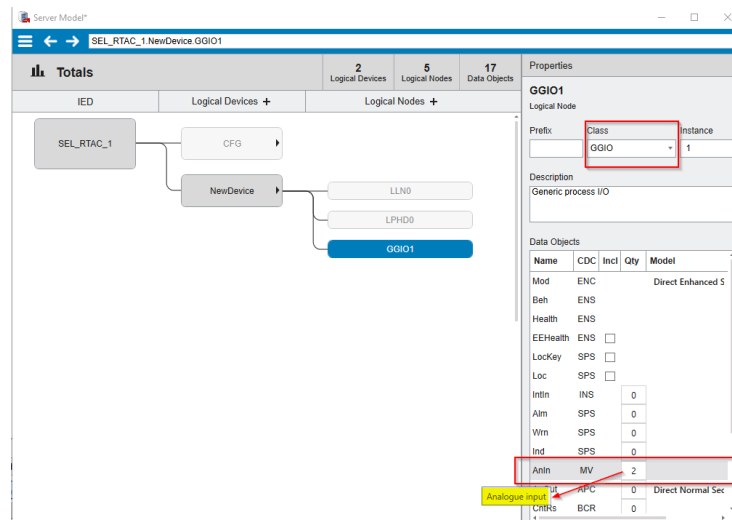 Server Model*
SEL_RTAC_1.NewDevice.GGIO1
Totals
2 Logical Devices
5 Logical Nodes
17 Data Objects
IED
Logical Devices +
Logical Nodes +
SEL_RTAC_1
CFG
NewDevice
LLN0
LPHD0
GGIO1
Properties
GGIO1
Logical Node
Prefix Class Instance
GGIO 1
Description
Generic process I/O
Data Objects
Name CDC Incl Qty Model
Mod ENC Direct Enhanced S
Beh ENS
Health ENS
EEHealth ENS
LocKey SPS
Loc SPS
IntIn INS 0
Alm SPS 0
Wrn SPS 0
Ind SPS 0
AnIn MV 2
Analogue input
APC 0 Direct Normal Sec
CntRs BCR 0